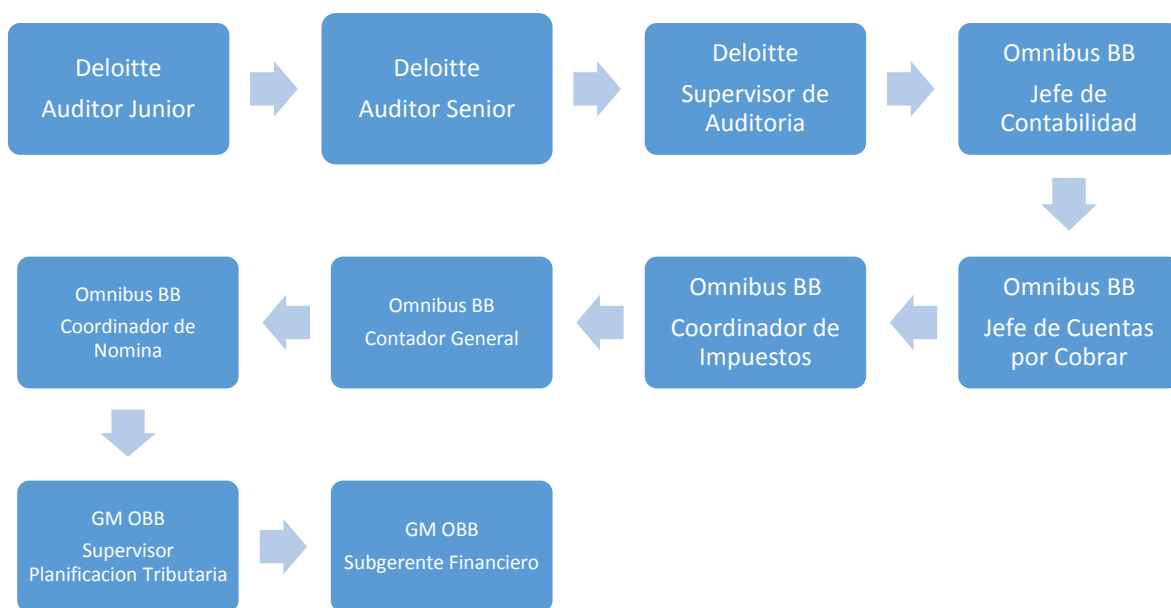 Deloitte
Auditor Junior
Deloitte
Auditor Senior
Deloitte
Supervisor de
Auditoria
Omnibus BB
Jefe de
Contabilidad
Omnibus BB
Jefe de Cuentas
por Cobrar
Omnibus BB
Coordinador de
Impuestos
Omnibus BB
Contador General
Omnibus BB
Coordinador de
Nomina
GM OBB
Supervisor
Planificacion Tributaria
GM OBB
Subgerente Financiero